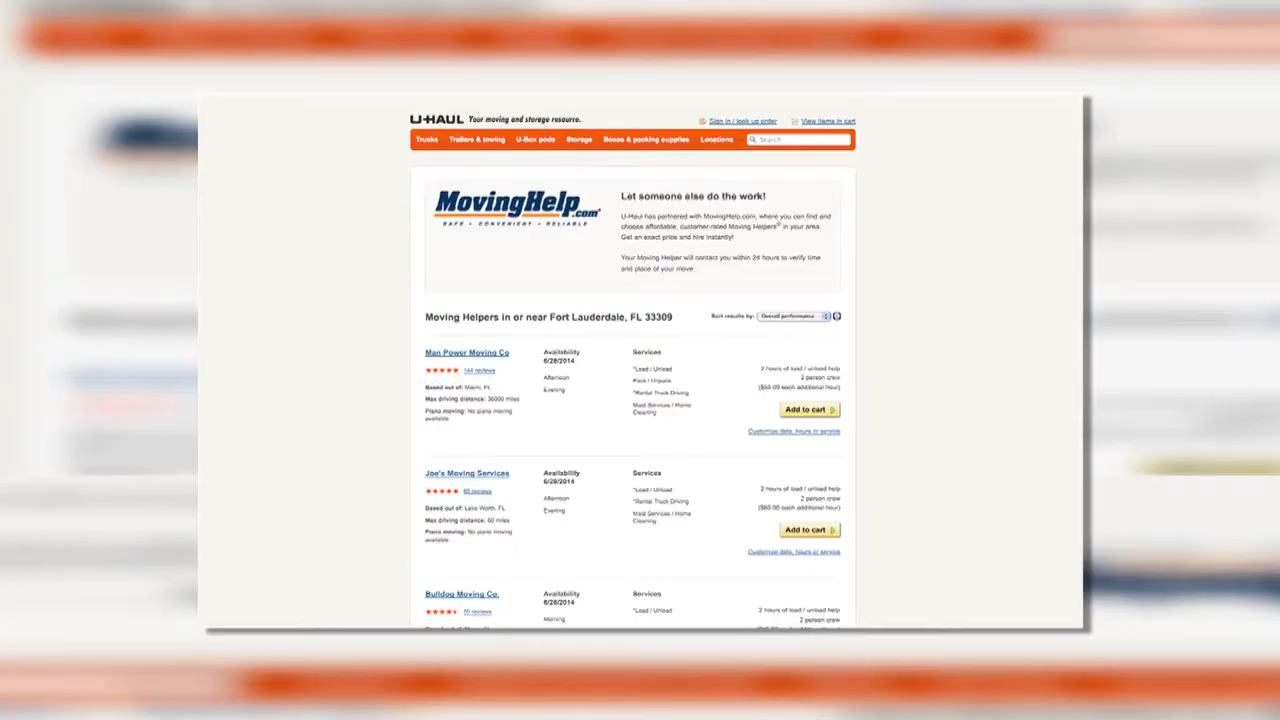 U-HAUL Your moving and storage resource.
Sign in / look up order
View items in cart
Trucks Trailers & towing U-Box pods Storage Boxes & packing supplies Locations Search
MovingHelp.com
SAFE • CONVENIENT • RELIABLE
Let someone else do the work!
U-Haul has partnered with MovingHelp.com, where you can find and
choose affordable, customer-rated Moving Helpers® in your area.
Get an exact price and hire instantly!
Your Moving Helper will contact you within 24 hours to verify time
and place of your move.
Moving Helpers in or near Fort Lauderdale, FL 33309
Sort results by: Overall performance
Man Power Moving Co
144 reviews
Based out of: Miami, FL
Max driving distance: 36000 miles
Piano moving: No piano moving
available
Availability
6/28/2014
Afternoon
Evening
Services
*Load / Unload
Pack / Unpack
*Rental Truck Driving
Maid Services / Home
Cleaning
2 hours of load / unload help
2 person crew
each additional hour)
Add to cart
Customize date, hours or service
Joe's Moving Services
reviews
Based out of: Lake Worth, FL
Max driving distance: 60 miles
Piano moving: No piano moving
available
Availability
6/28/2014
Afternoon
Evening
Services
*Load / Unload
*Rental Truck Driving
Maid Services / Home
Cleaning
2 hours of load / unload help
2 person crew
each additional hour)
Add to cart
Customize date, hours or service
Bulldog Moving Co.
reviews
Availability
6/28/2014
Morning
Services
*Load / Unload
2 hours of load / unload help
2 person crew